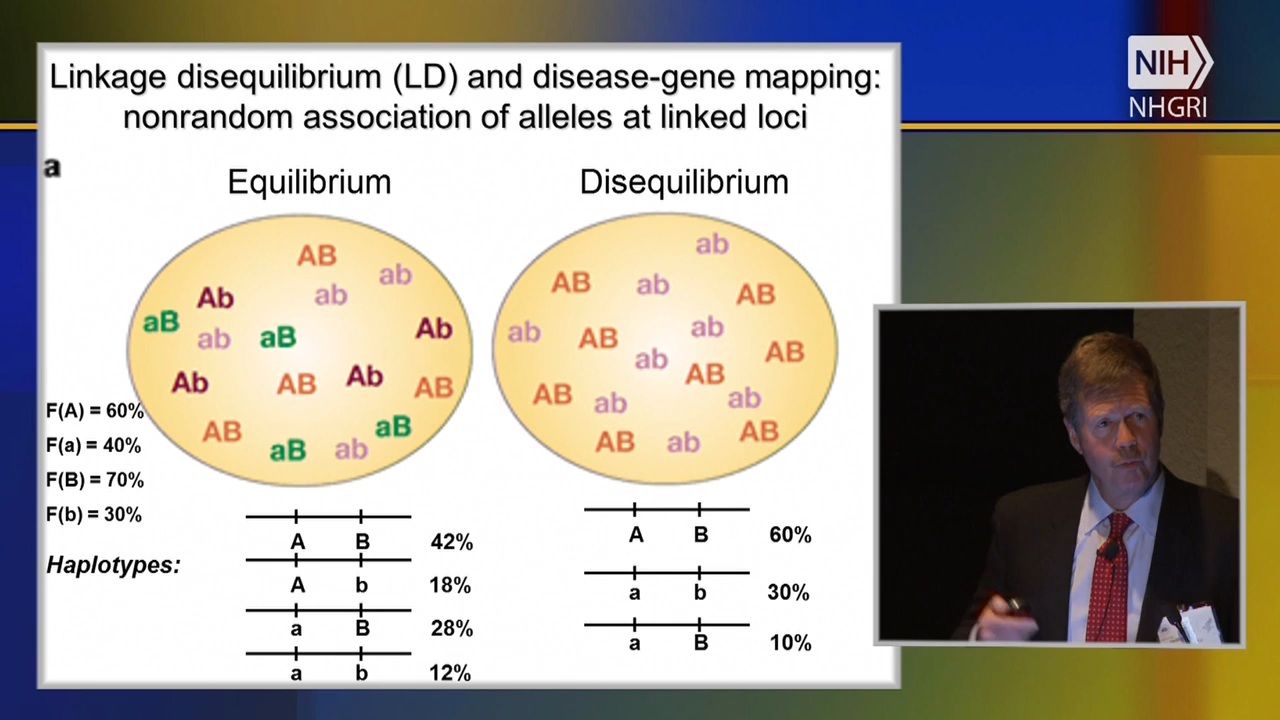 Linkage disequilibrium (LD) and disease-gene mapping:
nonrandom association of alleles at linked loci
NIH
NHGRI
a
Equilibrium
Disequilibrium
AB
ab
Ab
ab
aB
ab
aB
Ab
Ab
AB
Ab
AB
AB
aB
aB
ab
ab
AB
ab
AB
ab
AB
ab
ab
AB
AB
AB
ab
ab
AB
ab
AB
F(A) = 60%
F(a) = 40%
F(B) = 70%
F(b) = 30%
Haplotypes:
A B 42%
A b 18%
a B 28%
a b 12%
A B 60%
a b 30%
a B 10%